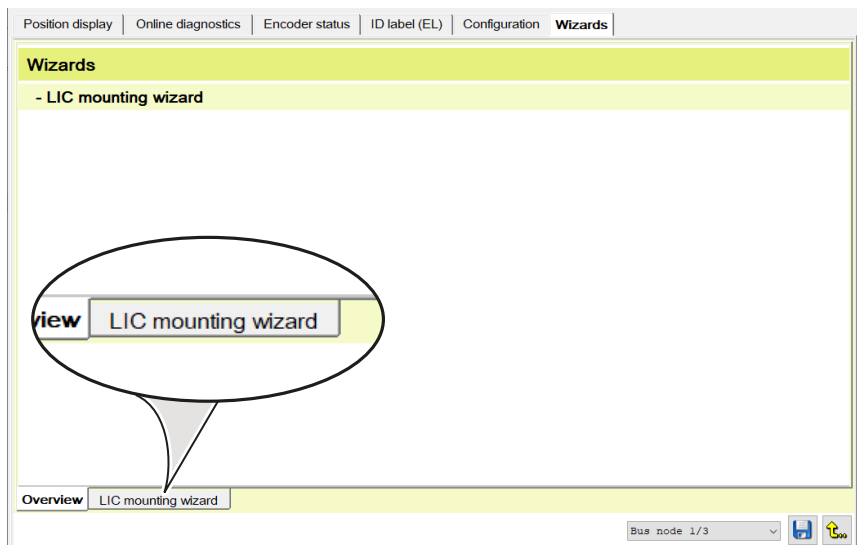 Position display Online diagnostics Encoder status ID label (EL) Configuration Wizards
Wizards
- LIC mounting wizard
view LIC mounting wizard
Overview LIC mounting wizard
Bus node 1/3